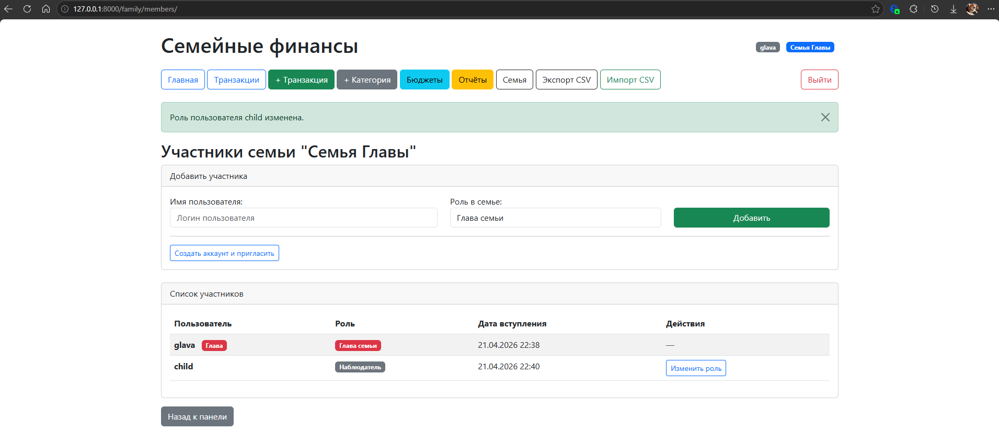 127.0.0.1:8000/family/members/
Семейные финансы
glava Семья Главы
Главная Транзакции + Транзакция + Категория Бюджеты Отчёты Семья Экспорт CSV Импорт CSV Выйти
Роль пользователя child изменена.
Участники семьи "Семья Главы"
Добавить участника
Имя пользователя: Роль в семье:
Логин пользователя Глава семьи Добавить
Создать аккаунт и пригласить
Список участников
Пользователь Роль Дата вступления Действия
glava Глава Глава семьи 21.04.2026 22:38 —
child Наблюдатель 21.04.2026 22:40 Изменить роль
Назад к панели